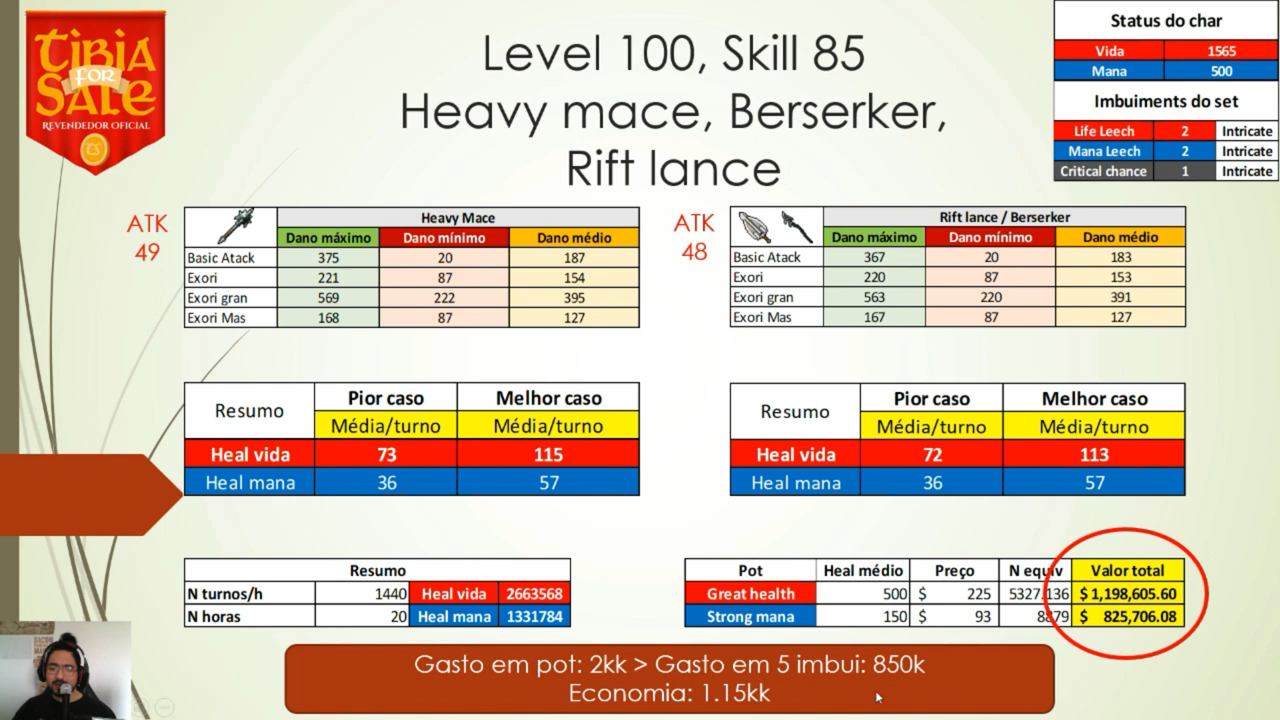 TIBIA
FOR
SALE
REVENDEDOR OFICIAL
Level 100, Skill 85
Heavy mace, Berserker,
Rift lance
Status do char
Vida 1565
Mana 500
Imbuiments do set
Life Leech 2 Intricate
Mana Leech 2 Intricate
Critical chance 1 Intricate
ATK
49
Heavy Mace
Dano máximo Dano mínimo Dano médio
Basic Atack 375 20 187
Exori 221 87 154
Exori gran 569 222 395
Exori Mas 168 87 127
ATK
48
Rift lance / Berserker
Dano máximo Dano mínimo Dano médio
Basic Atack 367 20 183
Exori 220 87 153
Exori gran 563 220 391
Exori Mas 167 87 127
Resumo Pior caso Melhor caso
Média/turno Média/turno
Heal vida 73 115
Heal mana 36 57
Resumo Pior caso Melhor caso
Média/turno Média/turno
Heal vida 72 113
Heal mana 36 57
Resumo
N turnos/h 1440 Heal vida 2663568
N horas 20 Heal mana 1331784
Pot Heal médio Preço N equiv Valor total
Great health 500 $ 225 5327.136 $ 1,198,605.60
Strong mana 150 $ 93 8879 $ 825,706.08
Gasto em pot: 2kk > Gasto em 5 imbui: 850k
Economia: 1.15kk